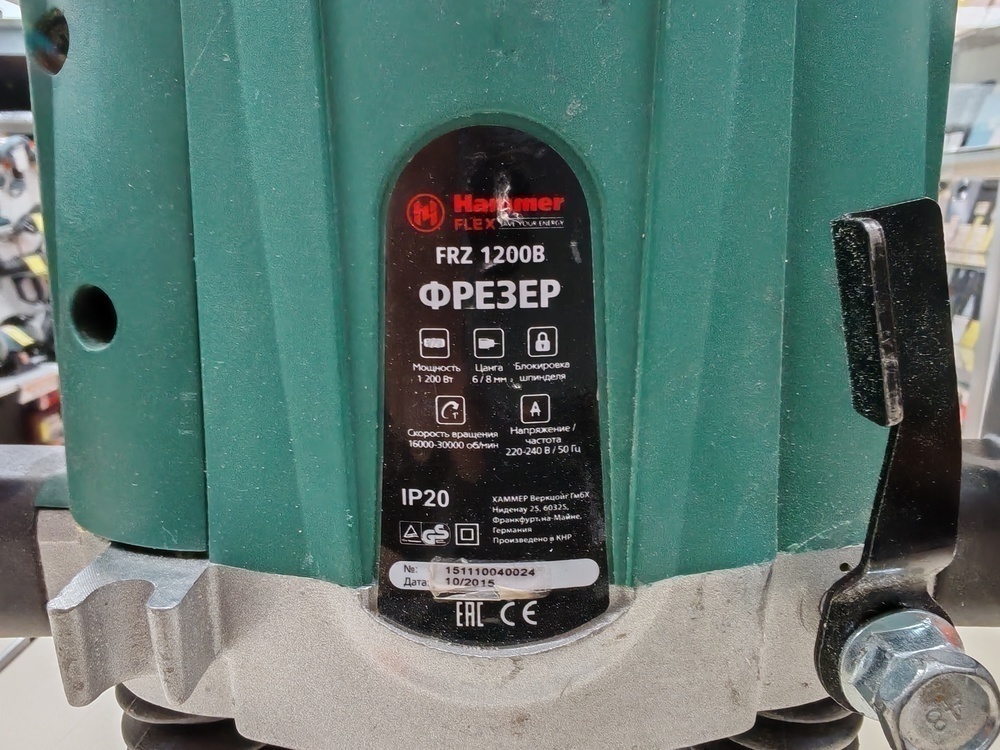 Hammer
FLEX SAVE YOUR ENERGY
FRZ 1200B
ФРЕЗЕР
Мощность
1 200 Вт
Цанга
6/8 мм
Блокировка
шпинделя
A
Скорость вращения
16000-30000 об/мин
Напряжение /
частота
220-240 В / 50 Гц
IP20
ХАММЕР Веркцойг ГмбХ
Ниденау 25, 60325,
Франкфурт-на-Майне,
Германия
Произведено в КНР
GS
№: 151110040024
Дата: 10/2015
EAC CE
8